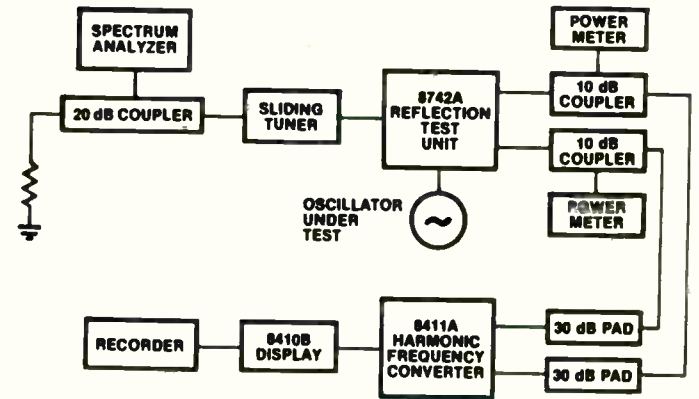 SPECTRUM
ANALYZER
20 dB COUPLER
SLIDING
TUNER
8742A
REFLECTION
TEST
UNIT
POWER
METER
10 dB
COUPLER
10 dB
COUPLER
POWER
METER
OSCILLATOR
UNDER
TEST
~
RECORDER
8410B
DISPLAY
8411A
HARMONIC
FREQUENCY
CONVERTER
30 dB PAD
30 dB PAD